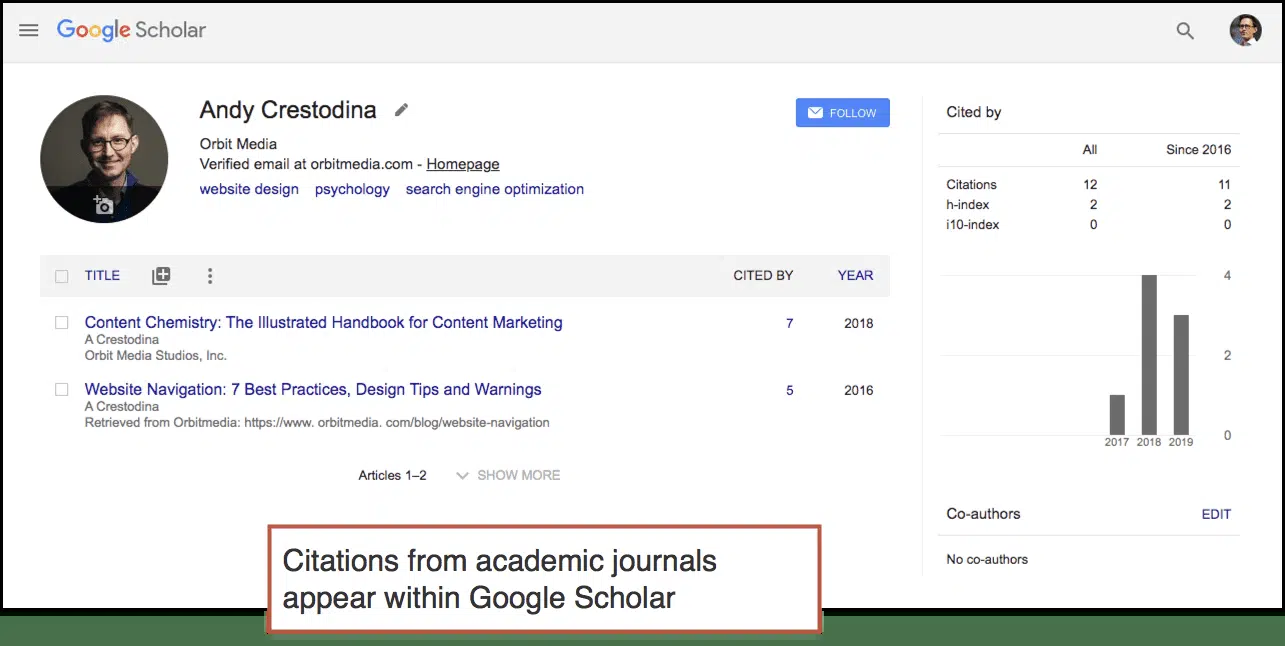 Google Scholar
Andy Crestodina
FOLLOW
Orbit Media
Verified email at orbitmedia.com - Homepage
website design psychology search engine optimization
TITLE CITED BY YEAR
Content Chemistry: The Illustrated Handbook for Content Marketing 7 2018
A Crestodina
Orbit Media Studios, Inc.
Website Navigation: 7 Best Practices, Design Tips and Warnings 5 2016
A Crestodina
Retrieved from Orbitmedia: https://www. orbitmedia. com/blog/website-navigation
Articles 1–2 SHOW MORE
Cited by
All Since 2016
Citations 12 11
h-index 2 2
i10-index 0 0
4
2
0
2017 2018 2019
Co-authors EDIT
No co-authors
Citations from academic journals
appear within Google Scholar